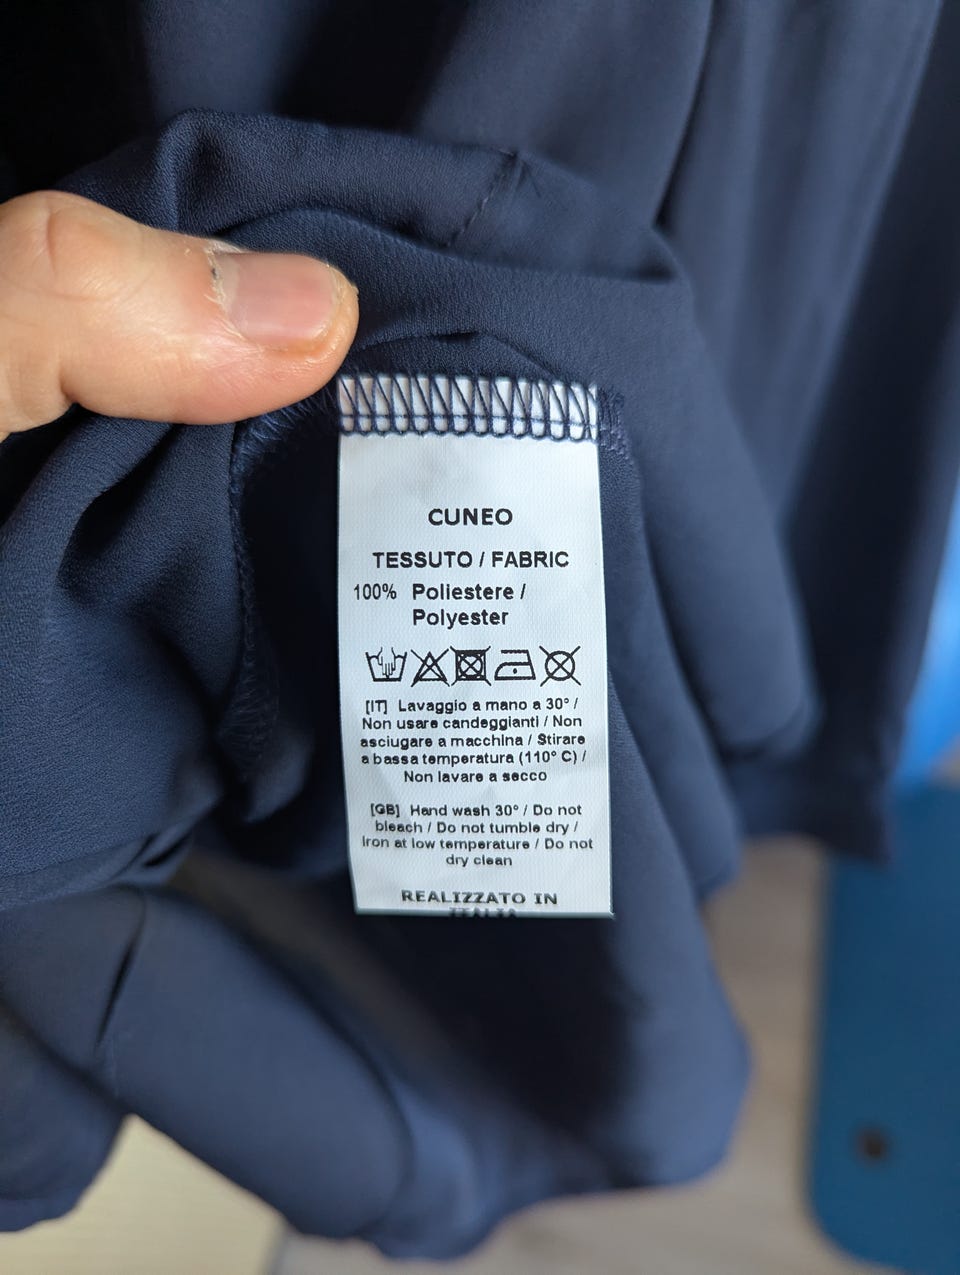 CUNEO
TESSUTO / FABRIC
100% Poliestere /
Polyester
[IT] Lavaggio a mano a 30° /
Non usare candeggianti / Non
asciugare a macchina / Stirare
a bassa temperatura (110° C) /
Non lavare a secco
[GB] Hand wash 30° / Do not
bleach / Do not tumble dry /
Iron at low temperature / Do not
dry clean
REALIZZATO IN
ITALIA